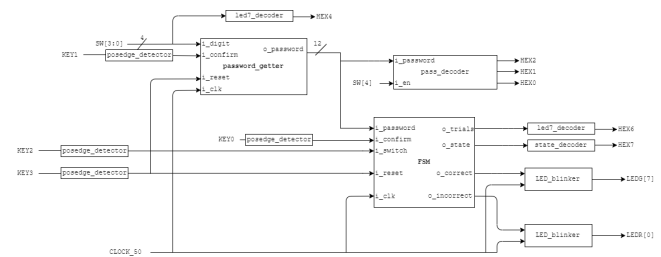 led7_decoder HEX4
SW[3:0] 4 i_digit o_password 12
KEY1 posedge_detector i_confirm
password_getter
i_reset
i_clk
i_password HEX2
pass_decoder HEX1
SW[4] i_en HEX0
i_password o_trials led7_decoder HEX6
KEY0 posedge_detector i_confirm
o_state state_decoder HEX7
KEY2 posedge_detector i_switch
FSM
KEY3 posedge_detector i_reset o_correct LED_blinker LEDG[7]
i_clk o_incorrect
LED_blinker LEDR[0]
CLOCK_50